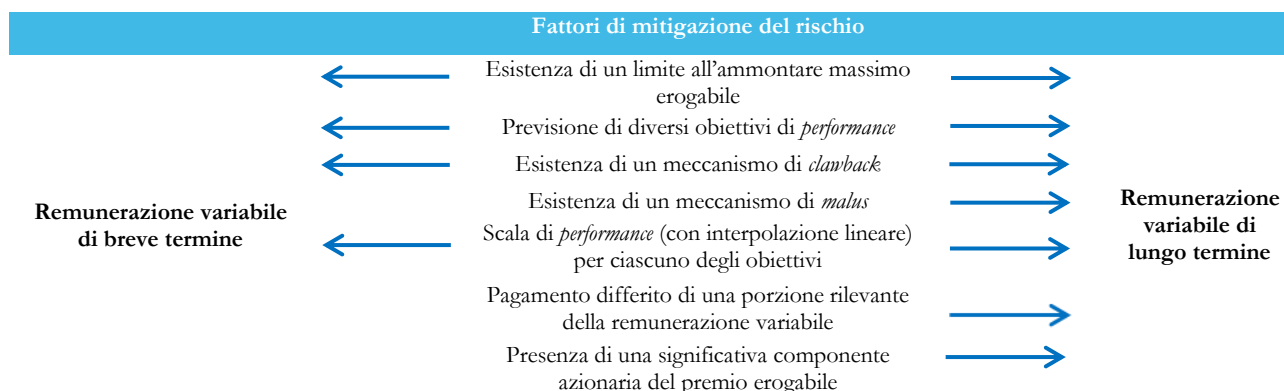 Fattori di mitigazione del rischio
Esistenza di un limite all’ammontare massimo
erogabile
Previsione di diversi obiettivi di performance
Esistenza di un meccanismo di clawback
Esistenza di un meccanismo di malus
Remunerazione variabile
di breve termine
Scala di performance (con interpolazione lineare)
per ciascuno degli obiettivi
Remunerazione
variabile di
lungo termine
Pagamento differito di una porzione rilevante
della remunerazione variabile
Presenza di una significativa componente
azionaria del premio erogabile